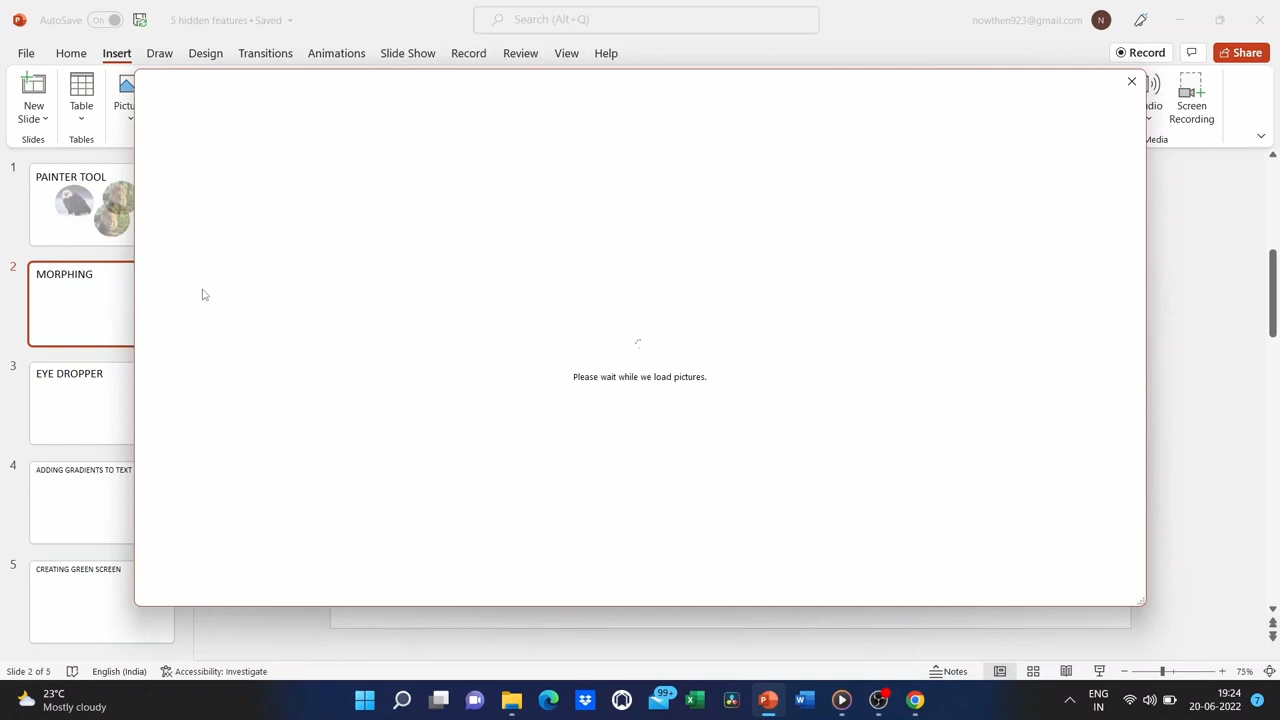 AutoSave On 5 hidden features • Saved Search (Alt+Q) nowthen923@gmail.com N
File Home Insert Draw Design Transitions Animations Slide Show Record Review View Help Record Share
New Slide
Table
Screen Recording
Slides Tables
1 PAINTER TOOL
2 MORPHING
3 EYE DROPPER
4 ADDING GRADIENTS TO TEXT
5 CREATING GREEN SCREEN
Please wait while we load pictures.
Slide 2 of 5 English (India) Accessibility: Investigate Notes 75%
23°C
Mostly cloudy
99+
ENG
IN
19:24
20-06-2022
7